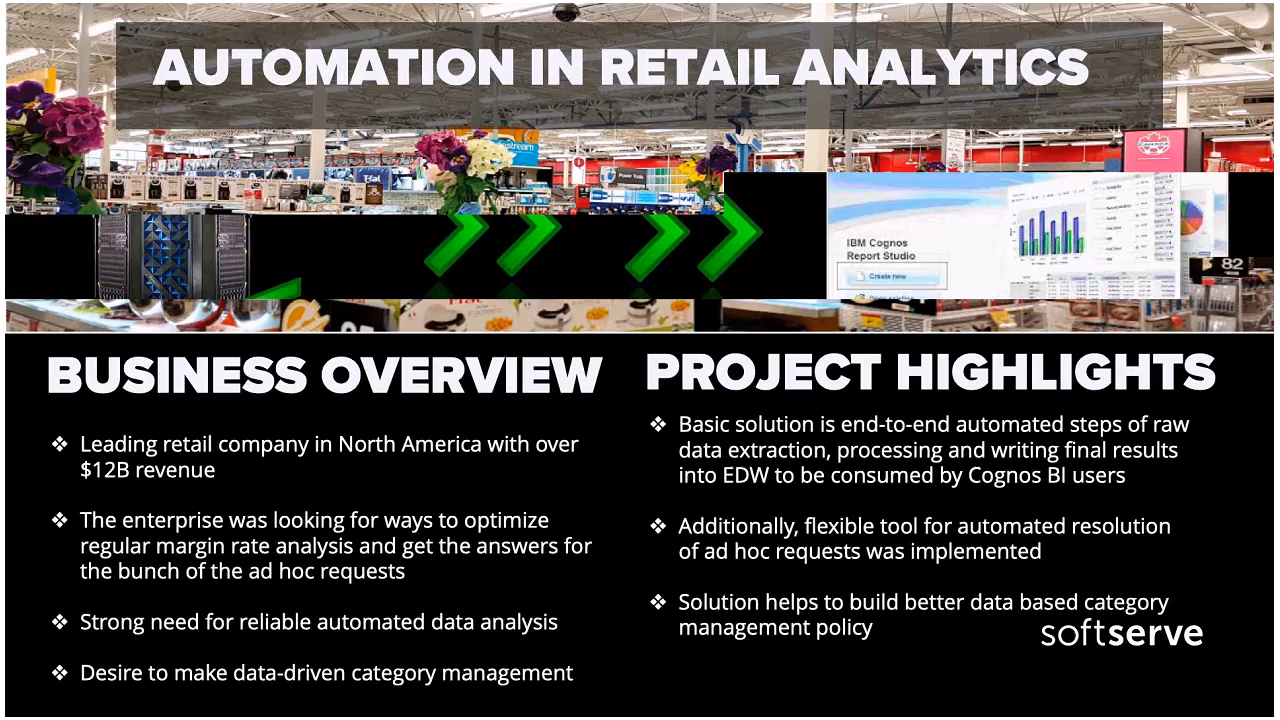 AUTOMATION IN RETAIL ANALYTICS
CANADA
Power Tools
IBM Cognos
Report Studio
Create new
82
BUSINESS OVERVIEW
❖ Leading retail company in North America with over
$12B revenue
❖ The enterprise was looking for ways to optimize
regular margin rate analysis and get the answers for
the bunch of the ad hoc requests
❖ Strong need for reliable automated data analysis
❖ Desire to make data-driven category management
PROJECT HIGHLIGHTS
❖ Basic solution is end-to-end automated steps of raw
data extraction, processing and writing final results
into EDW to be consumed by Cognos BI users
❖ Additionally, flexible tool for automated resolution
of ad hoc requests was implemented
❖ Solution helps to build better data based category
management policy
softserve